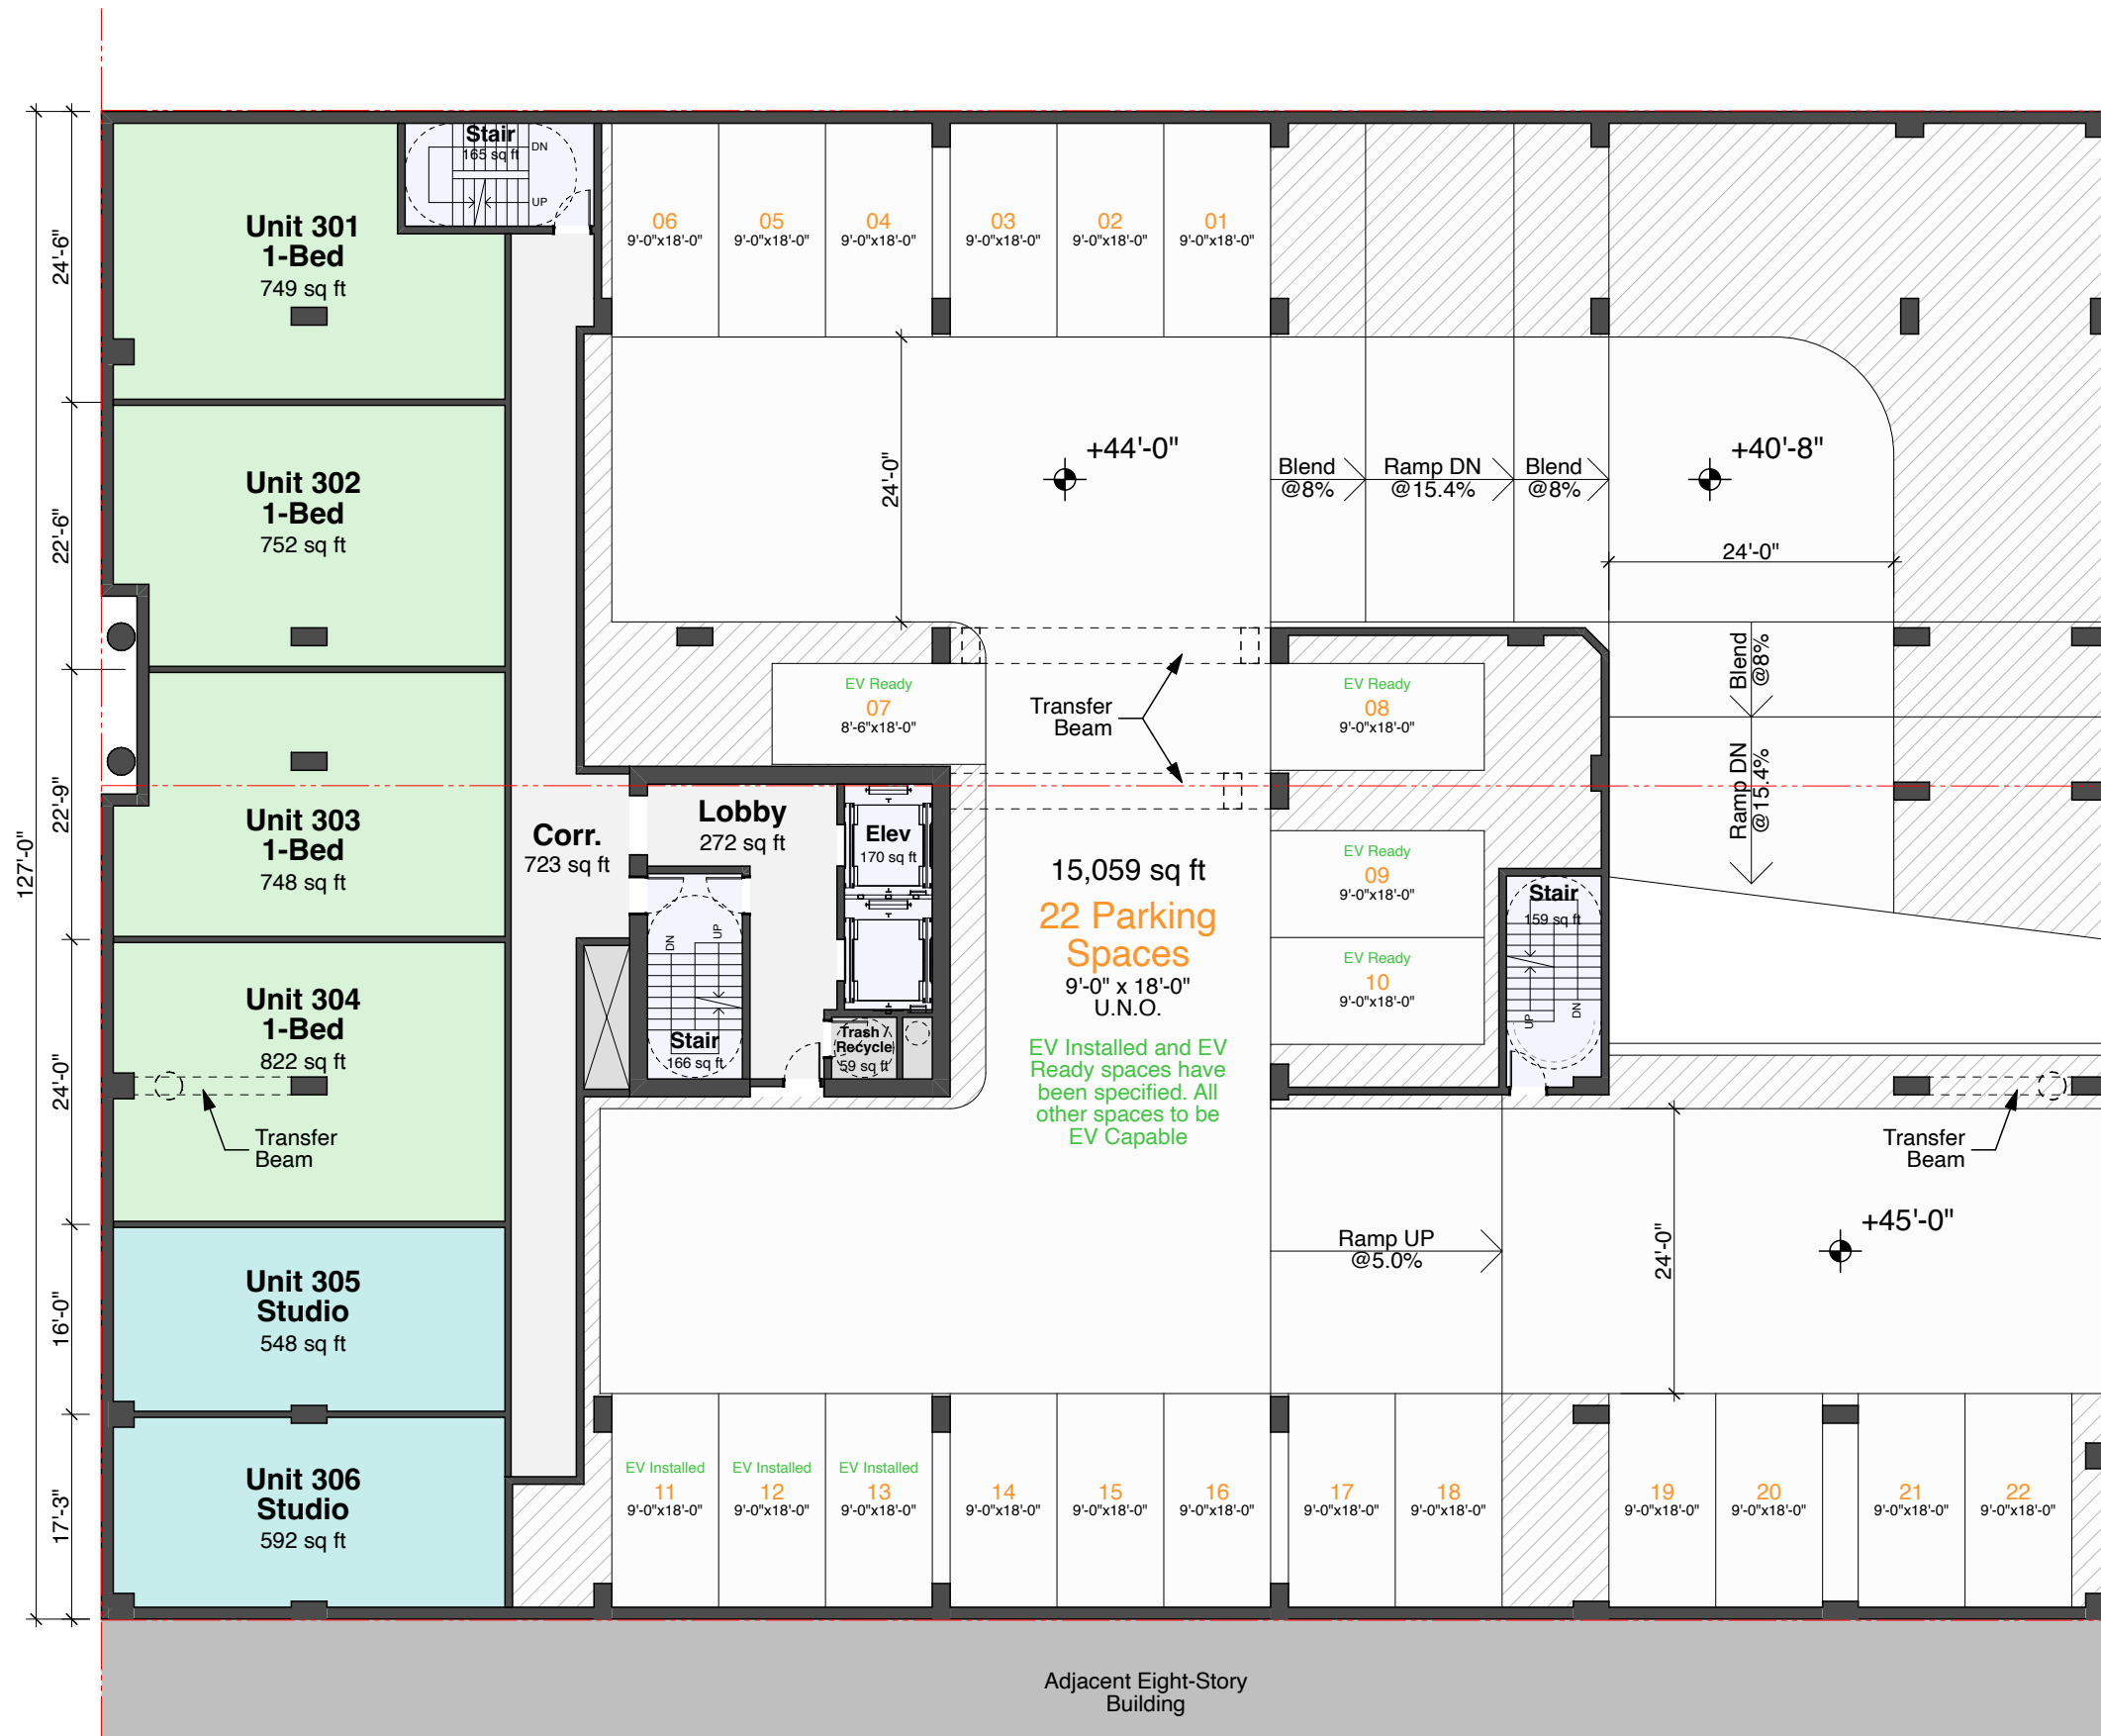 Stair
165 sq ft
DN
UP
Unit 301
1-Bed
749 sq ft
24'-6"
06
9'-0"x18'-0"
05
9'-0"x18'-0"
04
9'-0"x18'-0"
03
9'-0"x18'-0"
02
9'-0"x18'-0"
01
9'-0"x18'-0"
Unit 302
1-Bed
752 sq ft
22'-6"
24'-0"
+44'-0"
Blend
@8%
Ramp DN
@15.4%
Blend
@8%
+40'-8"
24'-0"
Blend
@8%
Ramp DN
@15.4%
EV Ready
07
8'-6"x18'-0"
Transfer
Beam
EV Ready
08
9'-0"x18'-0"
127'-0"
22'-9"
Unit 303
1-Bed
748 sq ft
Corr.
723 sq ft
Lobby
272 sq ft
Elev
170 sq ft
15,059 sq ft
22 Parking
Spaces
9'-0" x 18'-0"
U.N.O.
EV Installed and EV
Ready spaces have
been specified. All
other spaces to be
EV Capable
EV Ready
09
9'-0"x18'-0"
EV Ready
10
9'-0"x18'-0"
Stair
159 sq ft
UP
DN
Unit 304
1-Bed
822 sq ft
24'-0"
Transfer
Beam
DN
UP
Stair
166 sq ft
Trash /
Recycle
59 sq ft
Transfer
Beam
+45'-0"
Ramp UP
@5.0%
24'-0"
Unit 305
Studio
548 sq ft
16'-0"
Unit 306
Studio
592 sq ft
17'-3"
EV Installed
11
9'-0"x18'-0"
EV Installed
12
9'-0"x18'-0"
EV Installed
13
9'-0"x18'-0"
14
9'-0"x18'-0"
15
9'-0"x18'-0"
16
9'-0"x18'-0"
17
9'-0"x18'-0"
18
9'-0"x18'-0"
19
9'-0"x18'-0"
20
9'-0"x18'-0"
21
9'-0"x18'-0"
22
9'-0"x18'-0"
Adjacent Eight-Story
Building